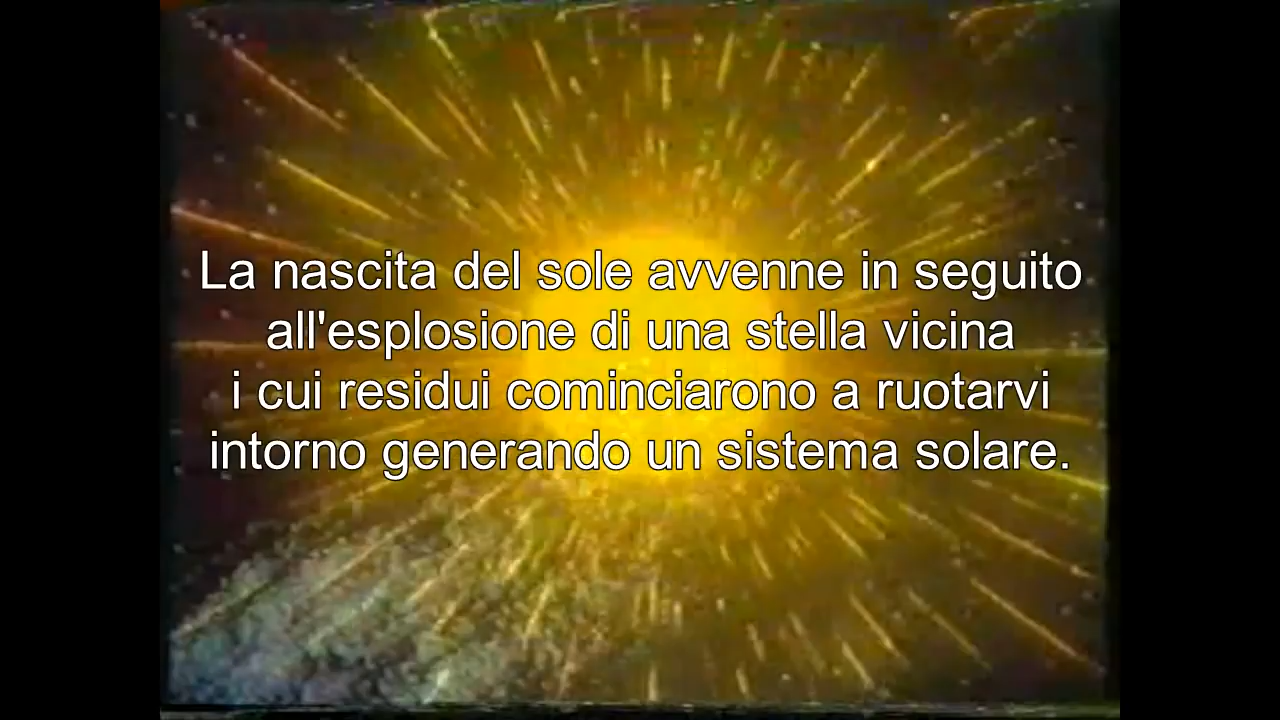 La nascita del sole avvenne in seguito
all'esplosione di una stella vicina
i cui residui cominciarono a ruotarvi
intorno generando un sistema solare.